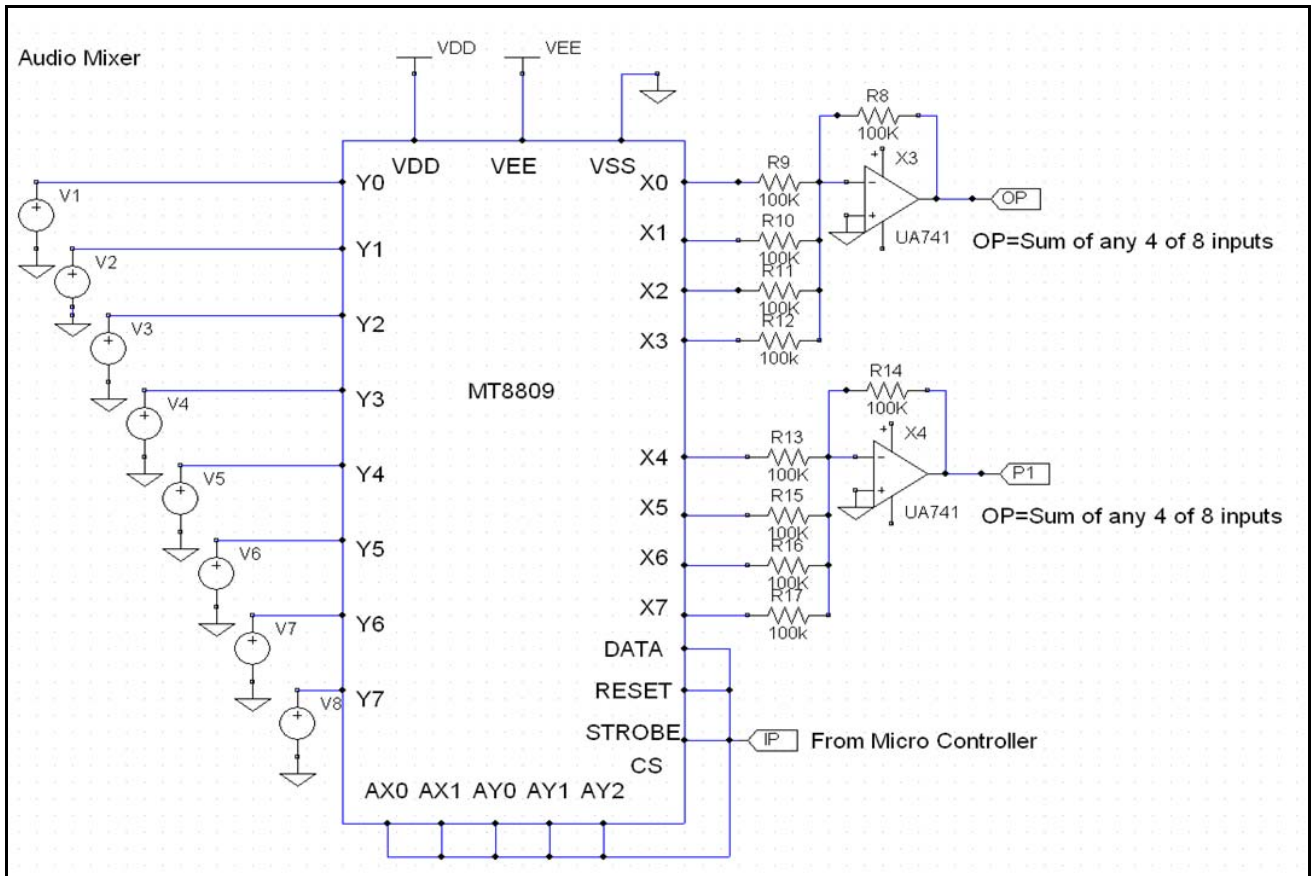 Audio Mixer
VDD
VEE
VDD
VEE
VSS
V1
V2
V3
V4
V5
V6
V7
V8
Y0
Y1
Y2
Y3
Y4
Y5
Y6
Y7
MT8809
X0
X1
X2
X3
X4
X5
X6
X7
DATA
RESET
STROBE
CS
AX0 AX1 AY0 AY1 AY2
R8
100K
R9
100K
R10
100K
R11
100K
R12
100k
+
X3
−
+
UA741
OP
OP=Sum of any 4 of 8 inputs
R14
100K
R13
100K
R15
100K
R16
100K
R17
100k
+
X4
−
+
UA741
P1
OP=Sum of any 4 of 8 inputs
IP
From Micro Controller